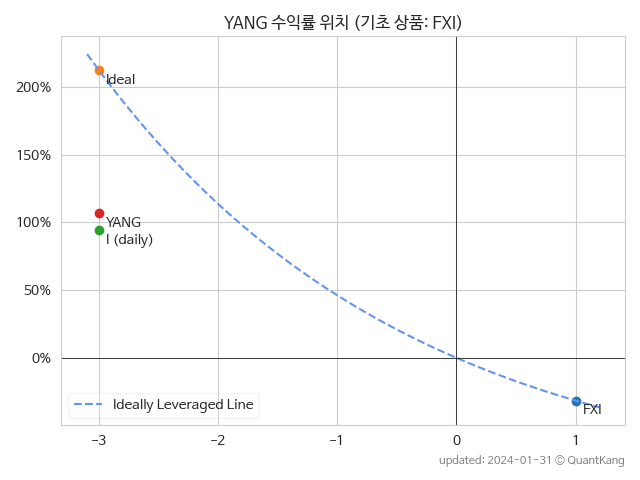 YANG 수익률 위치 (기초 상품: FXI)
200%
150%
100%
50%
0%
Ideal
YANG
I (daily)
FXI
Ideally Leveraged Line
-3
-2
-1
0
1
updated: 2024-01-31 © QuantKang